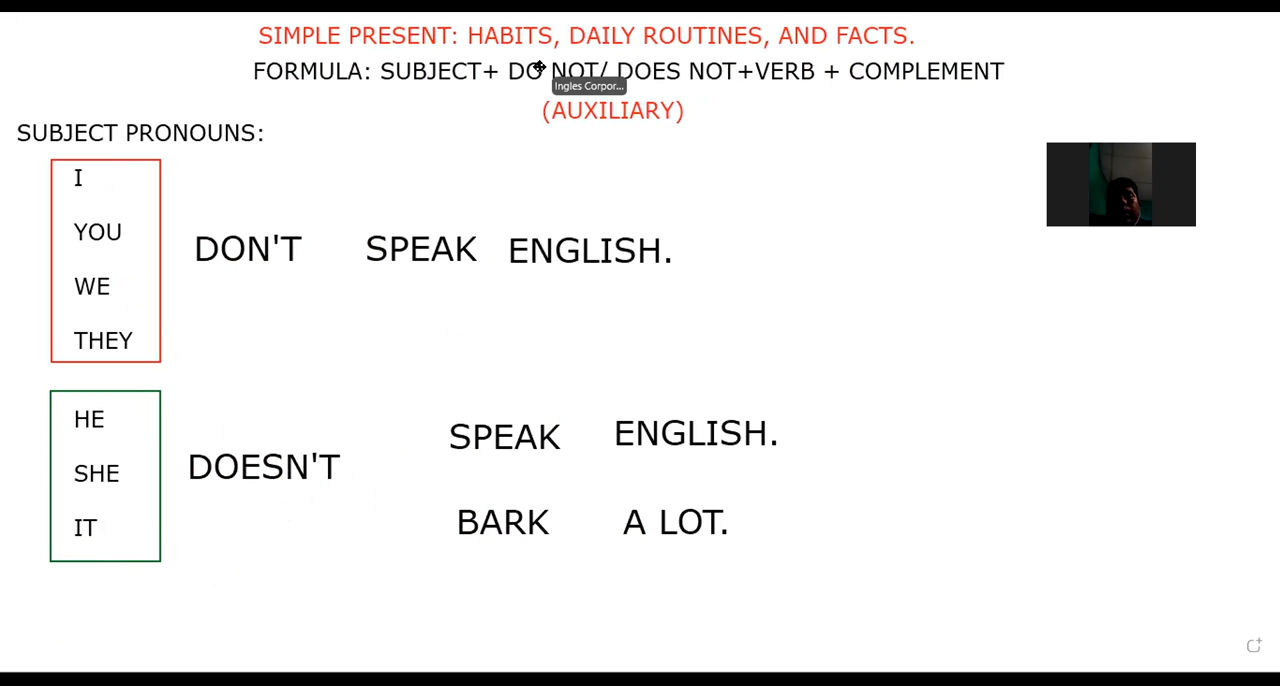 SIMPLE PRESENT: HABITS, DAILY ROUTINES, AND FACTS.
FORMULA: SUBJECT+ DO NOT/ DOES NOT+VERB + COMPLEMENT
Ingles Corpor...
(AUXILIARY)
SUBJECT PRONOUNS:
I
YOU
WE
THEY
DON'T SPEAK ENGLISH.
HE
SHE
IT
DOESN'T
SPEAK ENGLISH.
BARK A LOT.